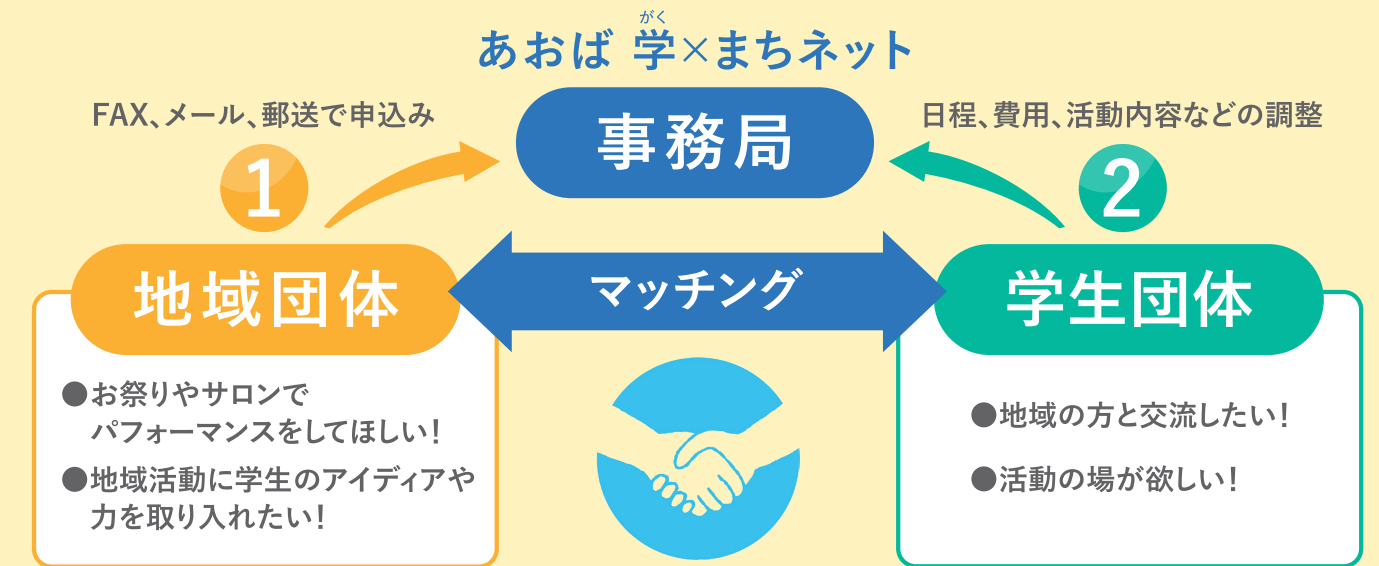 がく
あおば 学×まちネット
事務局
FAX、メール、郵送で申込み
1
日程、費用、活動内容などの調整
2
地域団体
マッチング
学生団体
●お祭りやサロンで
パフォーマンスをしてほしい!
●地域活動に学生のアイディアや
力を取り入れたい!
●地域の方と交流したい!
●活動の場が欲しい!